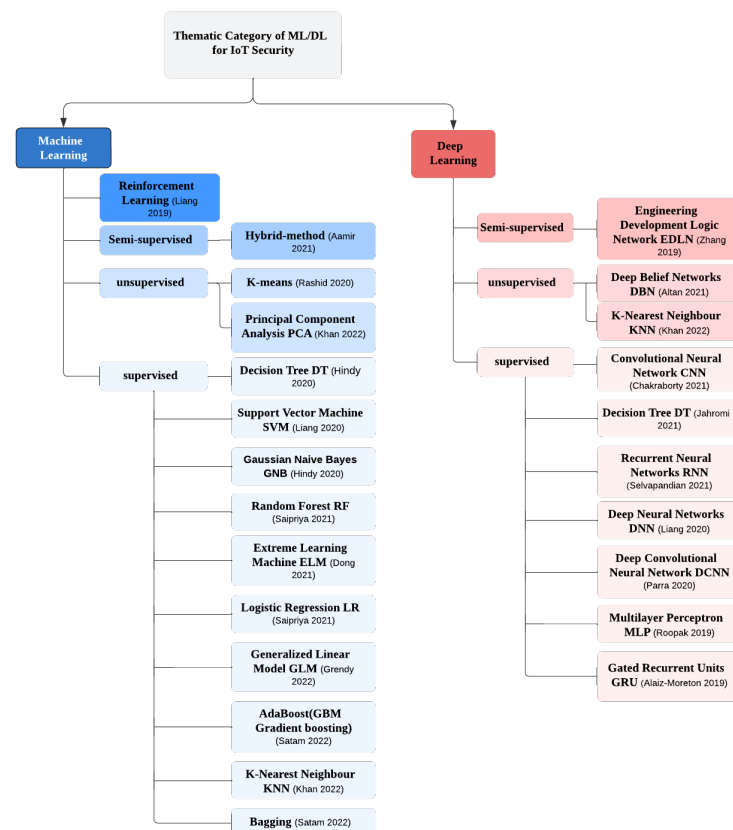 Thematic Category of ML/DL
for IoT Security
Machine
Learning
Reinforcement
Learning (Liang
2019)
Semi-supervised
Hybrid-method (Aamir
2021)
unsupervised
K-means (Rashid 2020)
Principal Component
Analysis PCA (Khan 2022)
supervised
Decision Tree DT (Hindy
2020)
Support Vector Machine
SVM (Liang 2020)
Gaussian Naive Bayes
GNB (Hindy 2020)
Random Forest RF
(Saipriya 2021)
Extreme Learning
Machine ELM (Dong
2021)
Logistic Regression LR
(Saipriya 2021)
Generalized Linear
Model GLM (Grendy
2022)
AdaBoost(GBM
Gradient boosting)
(Satam 2022)
K-Nearest Neighbour
KNN (Khan 2022)
Bagging (Satam 2022)
Deep
Learning
Semi-supervised
Engineering
Development Logic
Network EDLN (Zhang
2019)
unsupervised
Deep Belief Networks
DBN (Altan 2021)
K-Nearest Neighbour
KNN (Khan 2022)
supervised
Convolutional Neural
Network CNN
(Chakraborty 2021)
Decision Tree DT (Jahromi
2021)
Recurrent Neural
Networks RNN
(Selvapandian 2021)
Deep Neural Networks
DNN (Liang 2020)
Deep Convolutional
Neural Network DCNN
(Parra 2020)
Multilayer Perceptron
MLP (Roopak 2019)
Gated Recurrent Units
GRU (Alaiz-Moreton 2019)